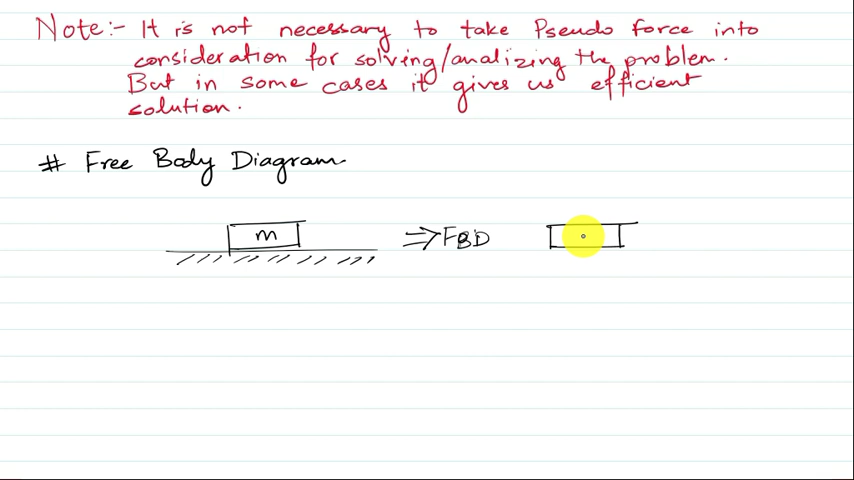 Note:- It is not necessary to take Pseudo force into
consideration for solving/analizing the problem.
But in some cases it gives us efficient
solution.
# Free Body Diagram
m ⇒ FBD